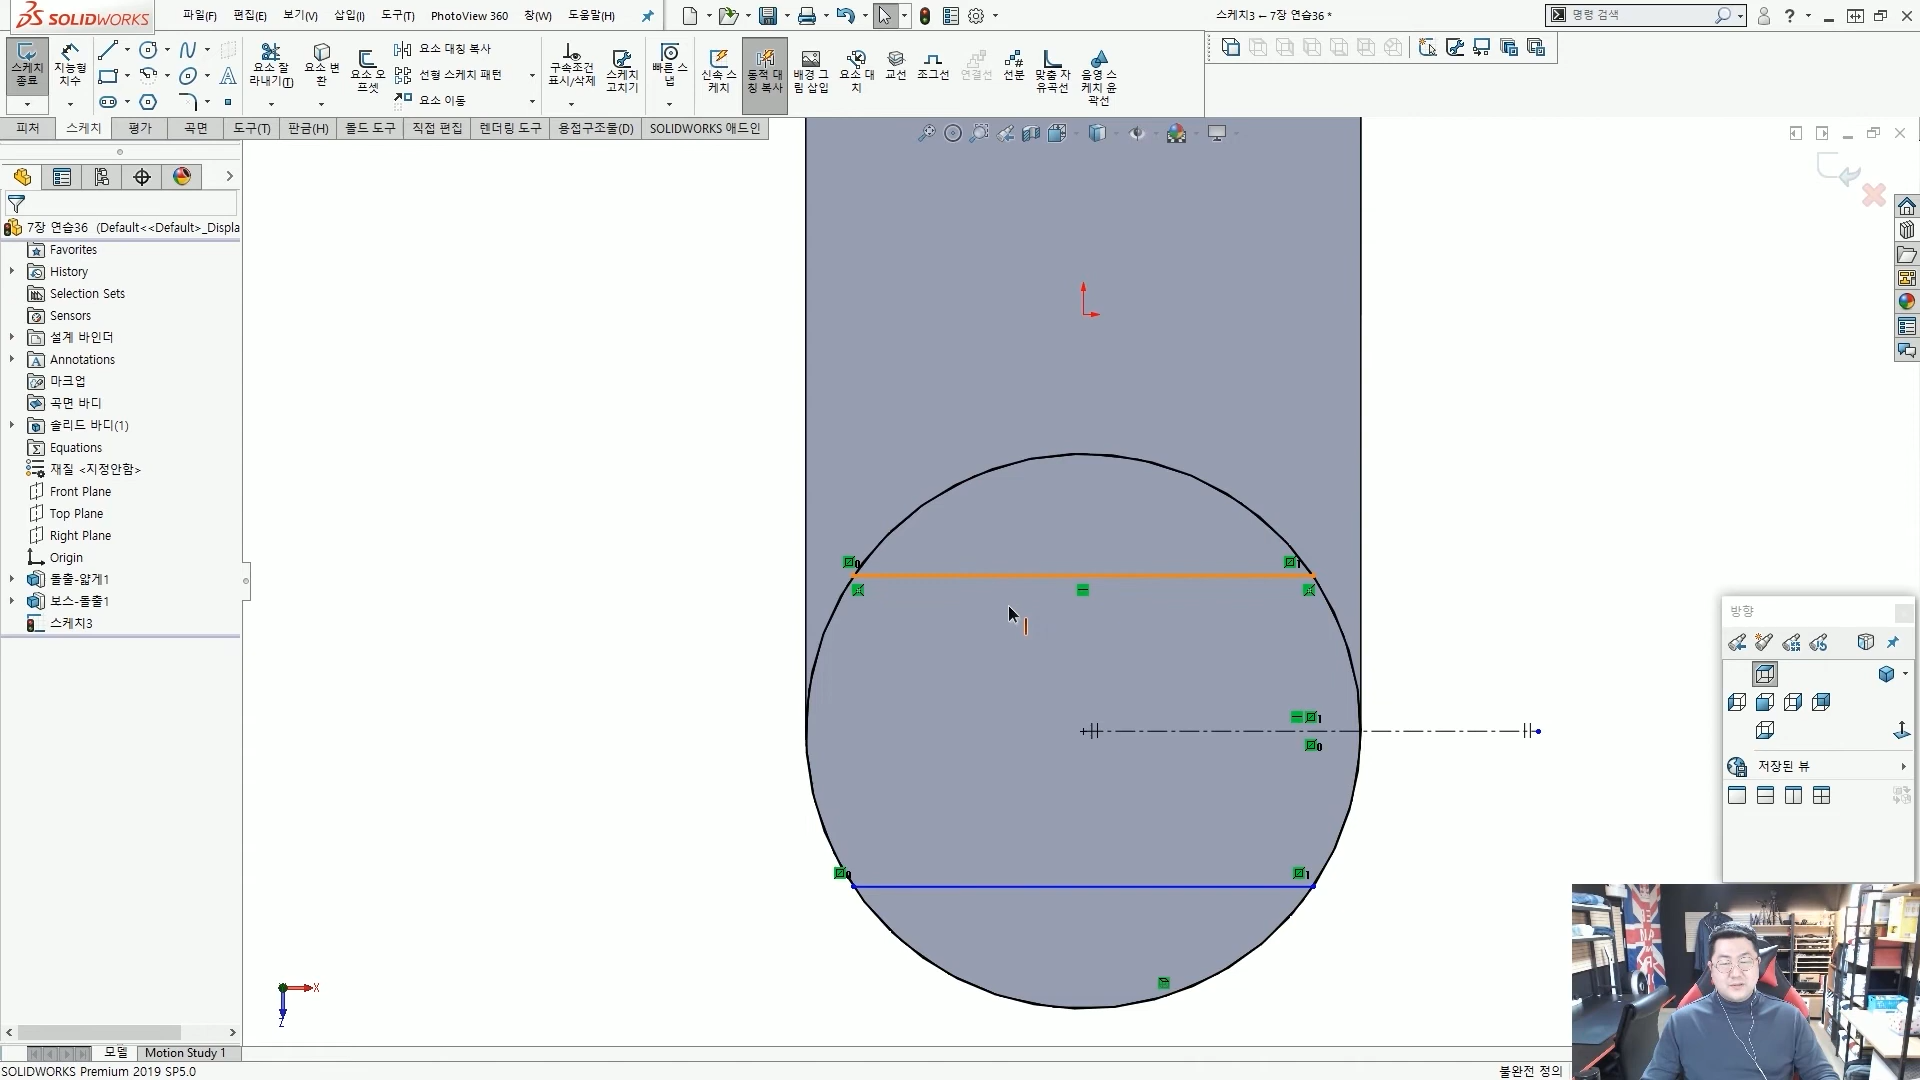 SOLIDWORKS
파일(F) 편집(E) 보기(V) 삽입(I) 도구(T) PhotoView 360 창(W) 도움말(H)
스케치3 ← 7장 연습36 *
명령 검색
스케치 종료
지능형 치수
요소 잘라내기(T)
요소 변환
요소 오프셋
요소 대칭 복사
선형 스케치 패턴
요소 이동
구속조건 표시/삭제
스케치 고치기
빠른 스냅
신속 스케치
동적 대칭 복사
배경 그림 삽입
요소 대치
교선
조그선
연결선
선분
맞춤 자유곡선
음영 스케치 윤곽선
피처 스케치 평가 곡면 도구(T) 판금(H) 몰드 도구 직접 편집 렌더링 도구 용접구조물(D) SOLIDWORKS 애드인
7장 연습36 (Default<<Default>_Displa
Favorites
History
Selection Sets
Sensors
설계 바인더
Annotations
마크업
곡면 바디
솔리드 바디(1)
Equations
재질 <지정안함>
Front Plane
Top Plane
Right Plane
Origin
돌출-얇게1
보스-돌출1
스케치3
0
1
1
0
0
1
X
Z
방향
저장된 뷰
모델 Motion Study 1
SOLIDWORKS Premium 2019 SP5.0
불완전 정의